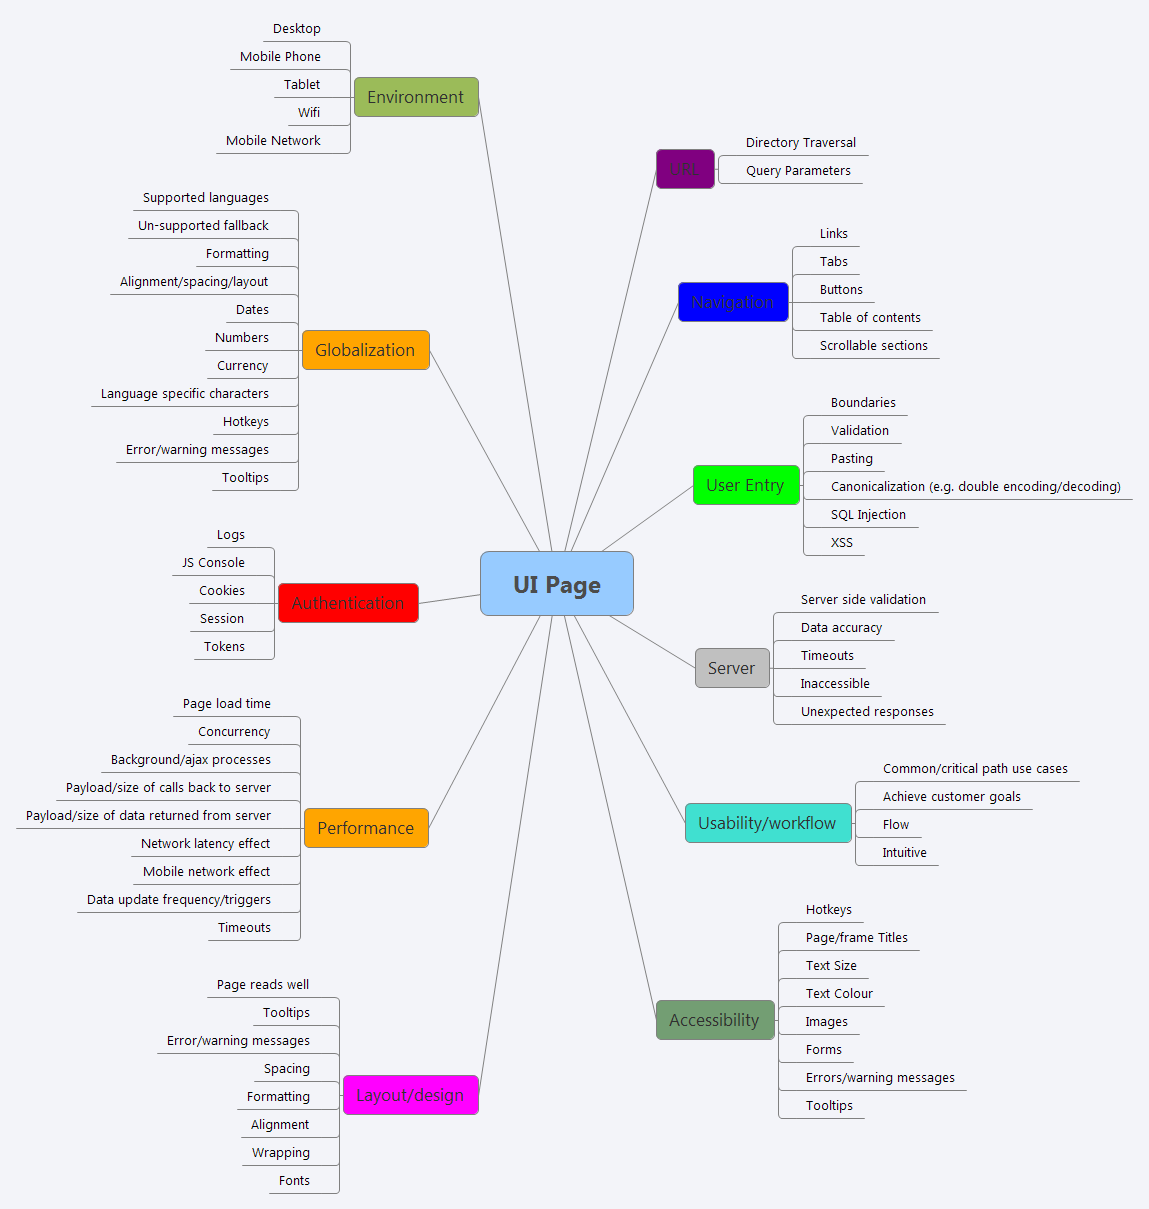 UI Page
Environment
Desktop
Mobile Phone
Tablet
Wifi
Mobile Network
Globalization
Supported languages
Un-supported fallback
Formatting
Alignment/spacing/layout
Dates
Numbers
Currency
Language specific characters
Hotkeys
Error/warning messages
Tooltips
Authentication
Logs
JS Console
Cookies
Session
Tokens
Performance
Page load time
Concurrency
Background/ajax processes
Payload/size of calls back to server
Payload/size of data returned from server
Network latency effect
Mobile network effect
Data update frequency/triggers
Timeouts
Layout/design
Page reads well
Tooltips
Error/warning messages
Spacing
Formatting
Alignment
Wrapping
Fonts
URL
Directory Traversal
Query Parameters
Navigation
Links
Tabs
Buttons
Table of contents
Scrollable sections
User Entry
Boundaries
Validation
Pasting
Canonicalization (e.g. double encoding/decoding)
SQL Injection
XSS
Server
Server side validation
Data accuracy
Timeouts
Inaccessible
Unexpected responses
Usability/workflow
Common/critical path use cases
Achieve customer goals
Flow
Intuitive
Accessibility
Hotkeys
Page/frame Titles
Text Size
Text Colour
Images
Forms
Errors/warning messages
Tooltips